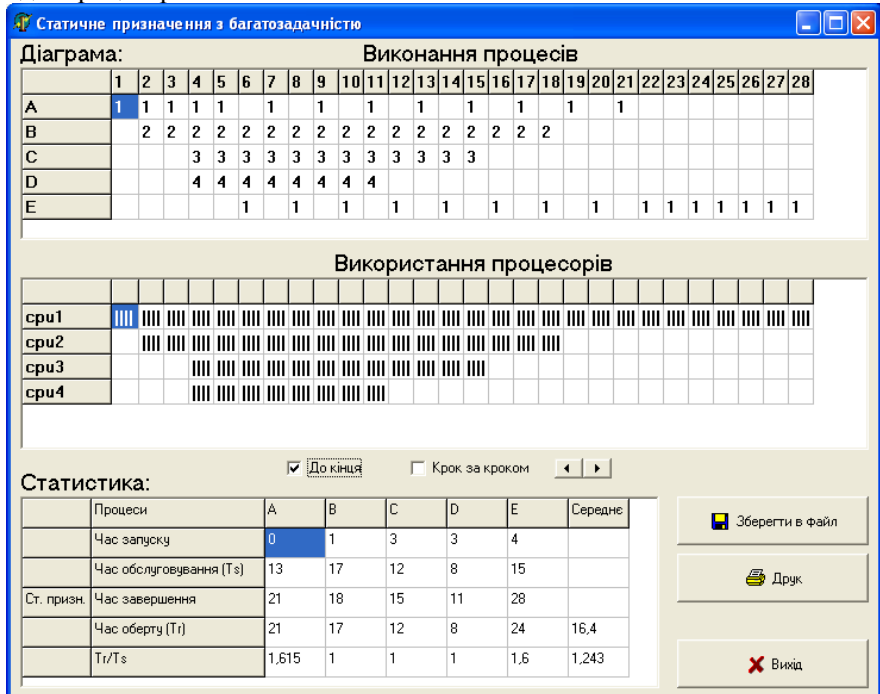 Статичне призначення з багатозадачністю
Діаграма: Виконання процесів
1 2 3 4 5 6 7 8 9 10 11 12 13 14 15 16 17 18 19 20 21 22 23 24 25 26 27 28
A 1 1 1 1 1 1 1 1 1 1 1 1 1
B 2 2 2 2 2 2 2 2 2 2 2 2 2 2 2 2 2
C 3 3 3 3 3 3 3 3 3 3 3 3
D 4 4 4 4 4 4 4 4
E 1 1 1 1 1 1 1 1 1 1 1 1 1 1 1
Використання процесорів
cpu1
cpu2
cpu3
cpu4
До кінця Крок за кроком
Статистика:
Процеси A B C D E Середнє
Час запуску 0 1 3 3 4
Час обслуговування (Ts) 13 17 12 8 15
Ст. призн. Час завершення 21 18 15 11 28
Час оберту (Tr) 21 17 12 8 24 16,4
Tr/Ts 1,615 1 1 1 1,6 1,243
Зберегти в файл
Друк
Вихід